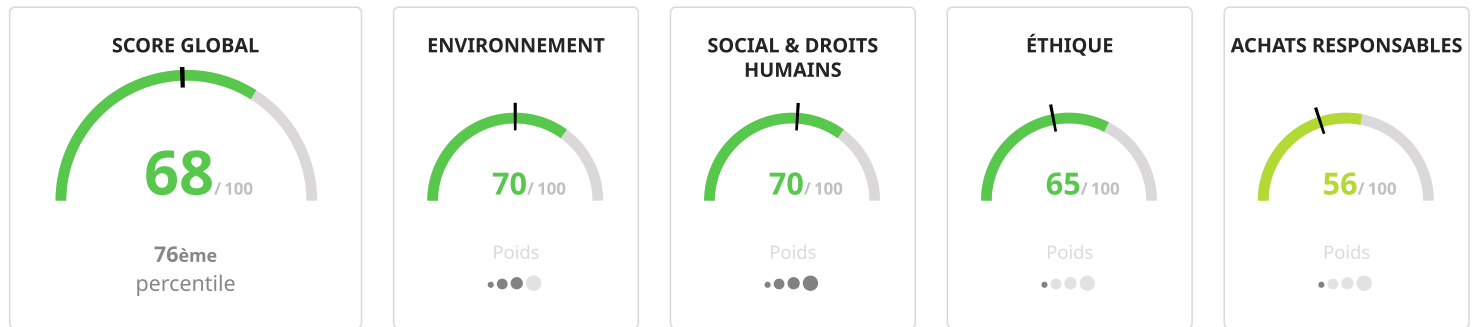 SCORE GLOBAL
68 / 100
76ème
percentile
ENVIRONNEMENT
70 / 100
Poids
SOCIAL & DROITS
HUMAINS
70 / 100
Poids
ÉTHIQUE
65 / 100
Poids
ACHATS RESPONSABLES
56 / 100
Poids